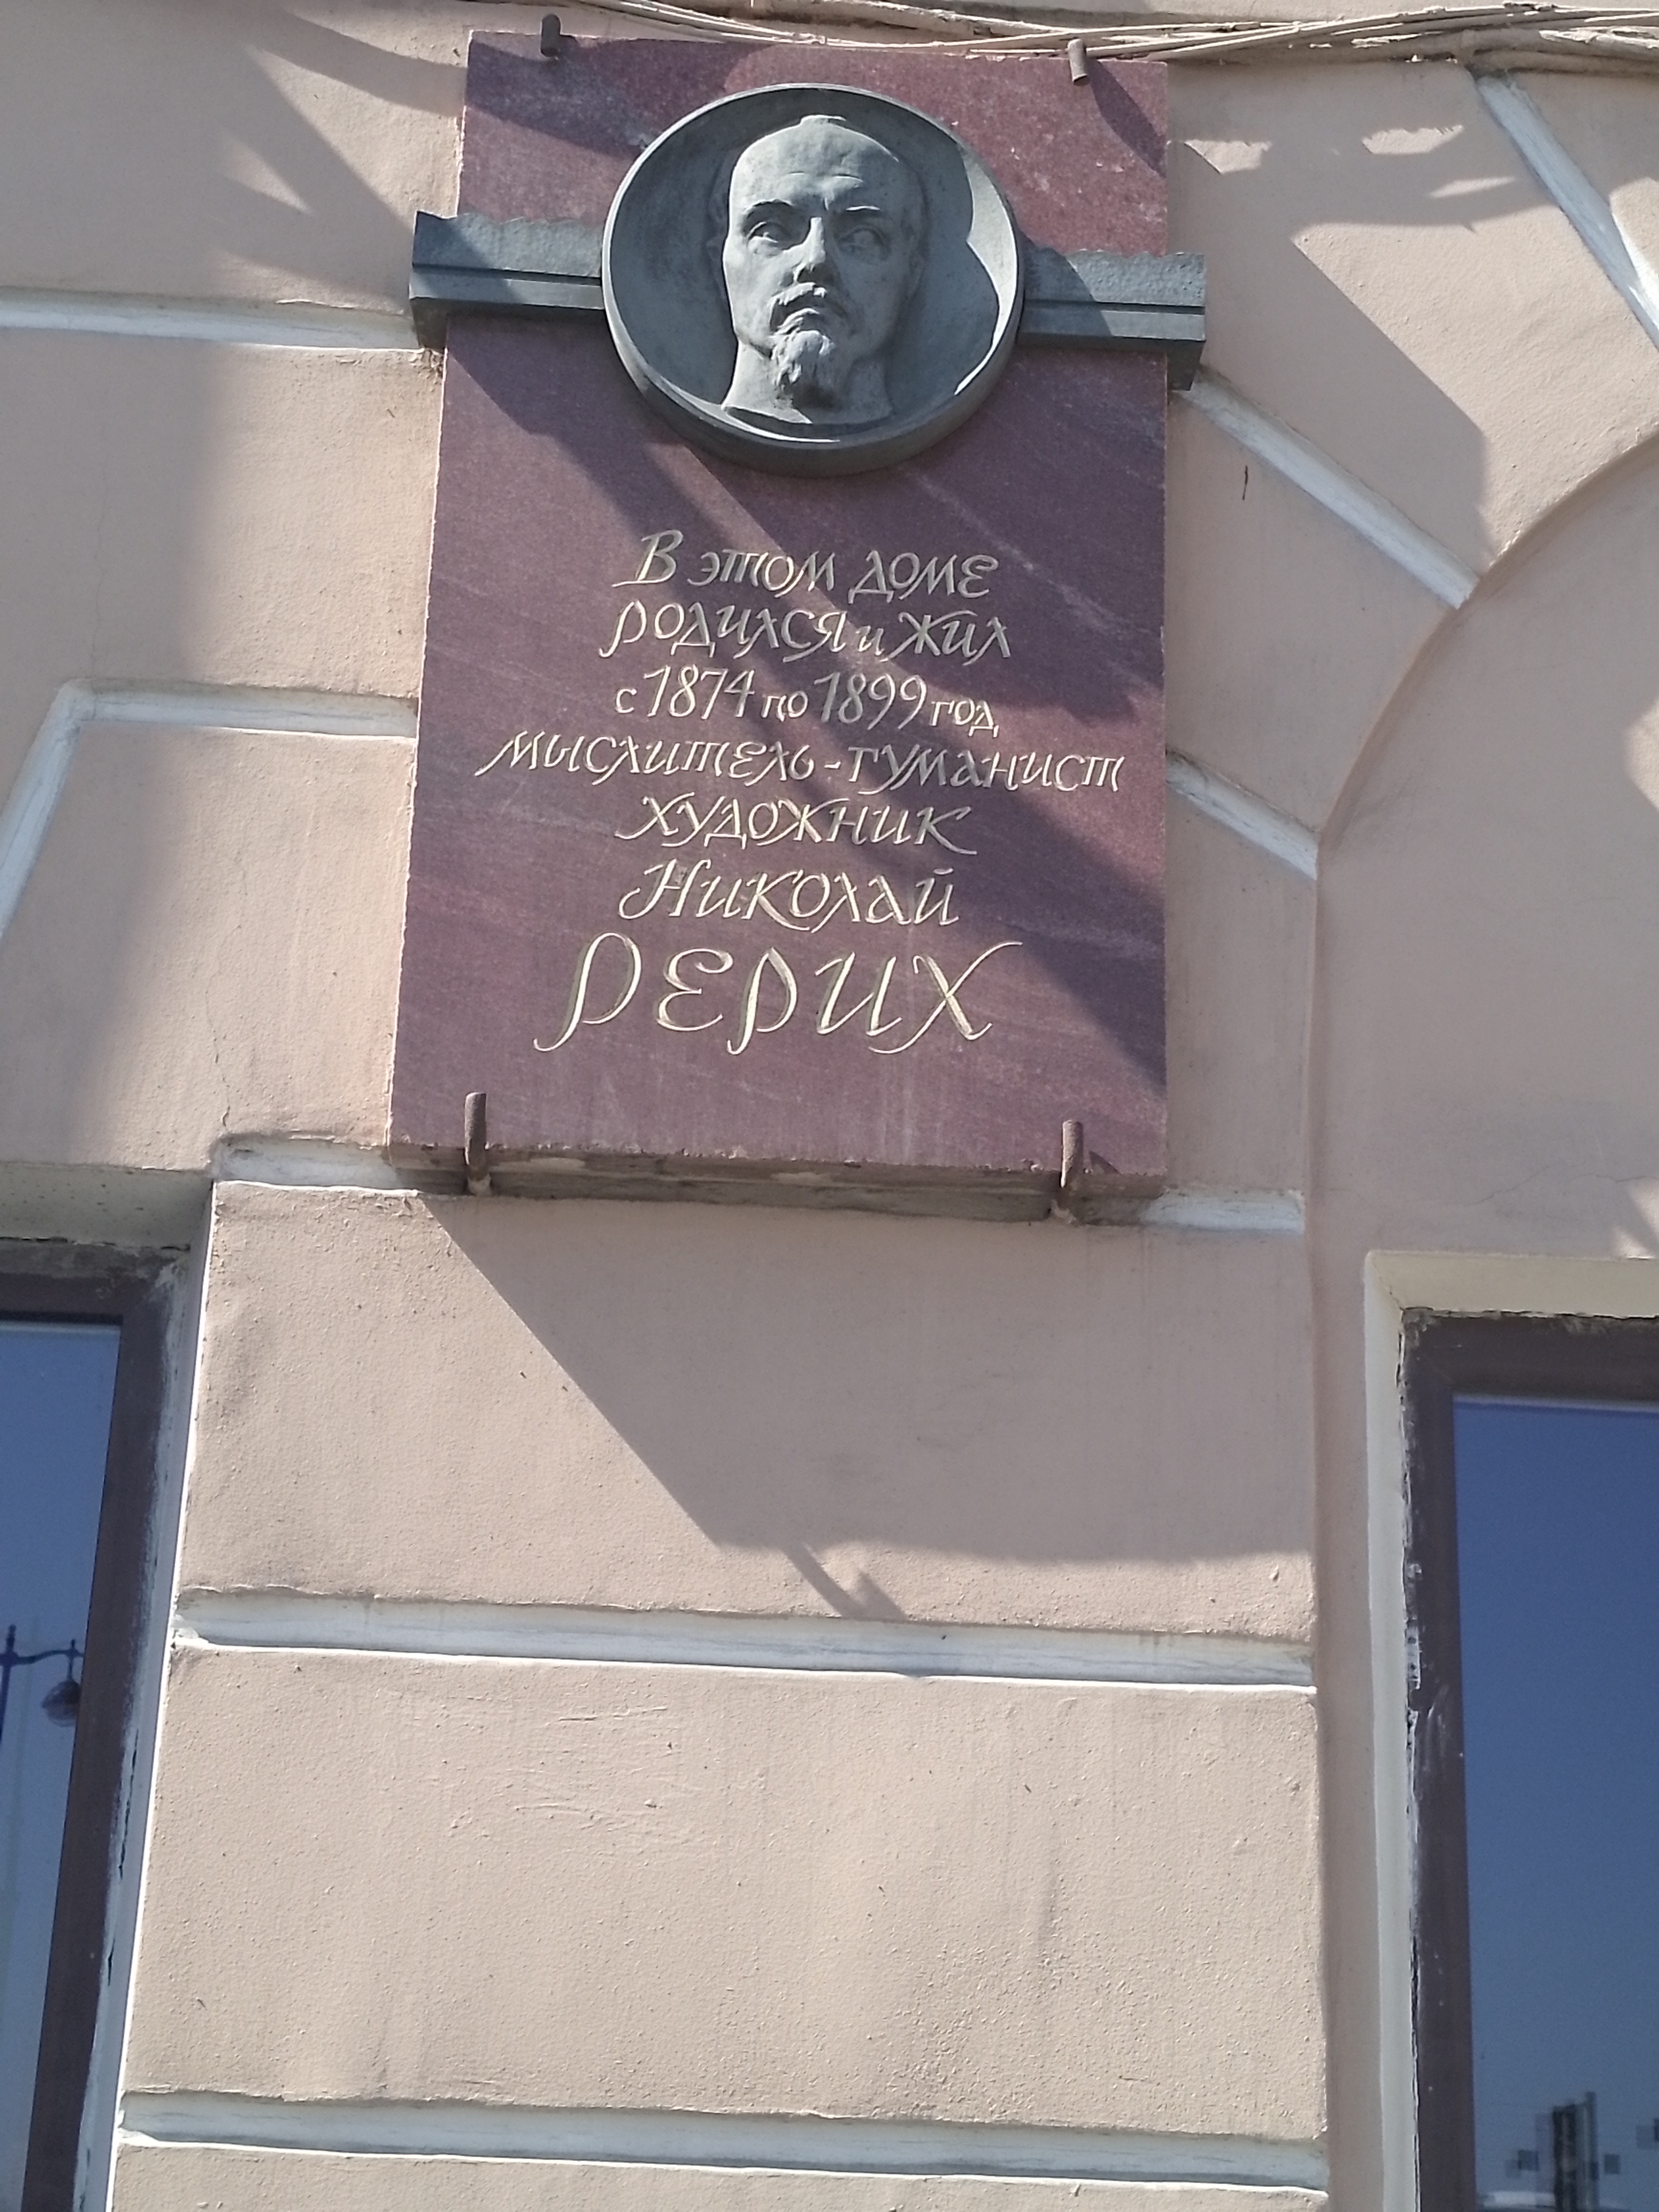 В этом доме
родился и жил
с 1874 по 1899 год
мыслитель-гуманист
художник
Николай
РЕРИХ